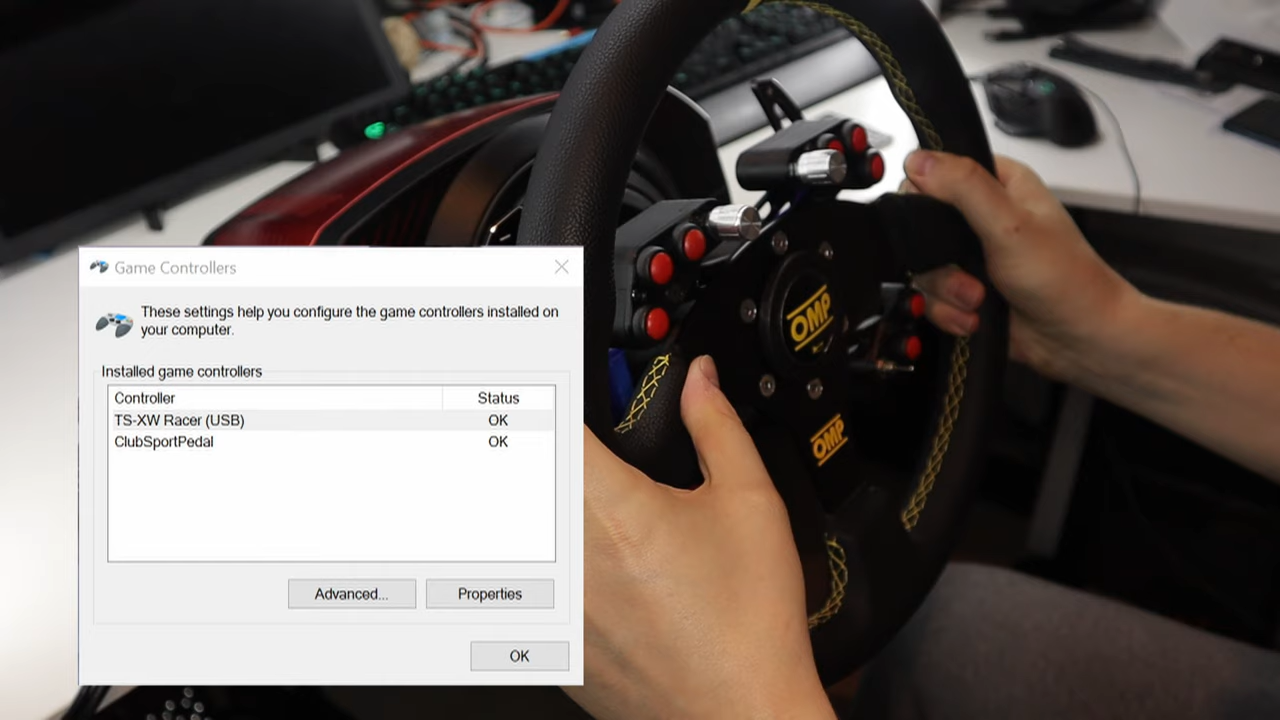 Game Controllers
These settings help you configure the game controllers installed on
your computer.
Installed game controllers
Controller Status
TS-XW Racer (USB) OK
ClubSportPedal OK
Advanced... Properties
OK
OMP
OMP